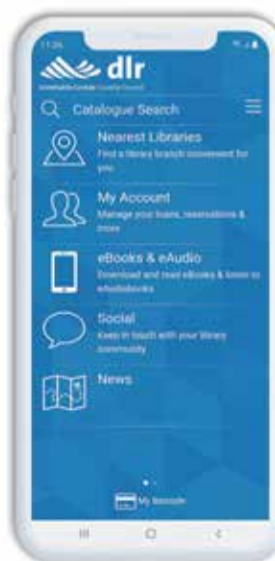 11:26
dlr
Catalogue Search
Nearest Libraries
Find a library branch convenient for
you
My Account
Manage your loans, reservations &
more
eBooks & eAudio
Download and read eBooks & listen to
eAudiobooks
Social
Keep in touch with your library
community
News
My Barcode